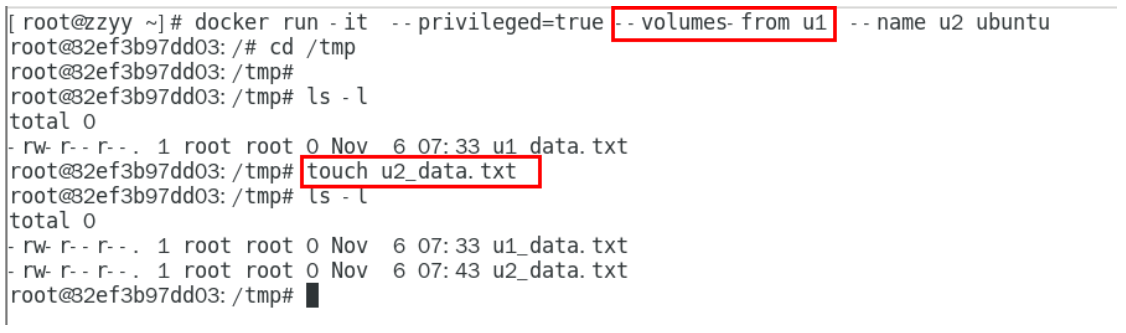 [root@zzyy ~]# docker run -it --privileged=true --volumes-from u1 --name u2 ubuntu
root@82ef3b97dd03:/# cd /tmp
root@82ef3b97dd03:/tmp#
root@82ef3b97dd03:/tmp# ls -l
total 0
-rw-r--r--. 1 root root 0 Nov  6 07:33 u1_data.txt
root@82ef3b97dd03:/tmp# touch u2_data.txt
root@82ef3b97dd03:/tmp# ls -l
total 0
-rw-r--r--. 1 root root 0 Nov  6 07:33 u1_data.txt
-rw-r--r--. 1 root root 0 Nov  6 07:43 u2_data.txt
root@82ef3b97dd03:/tmp#